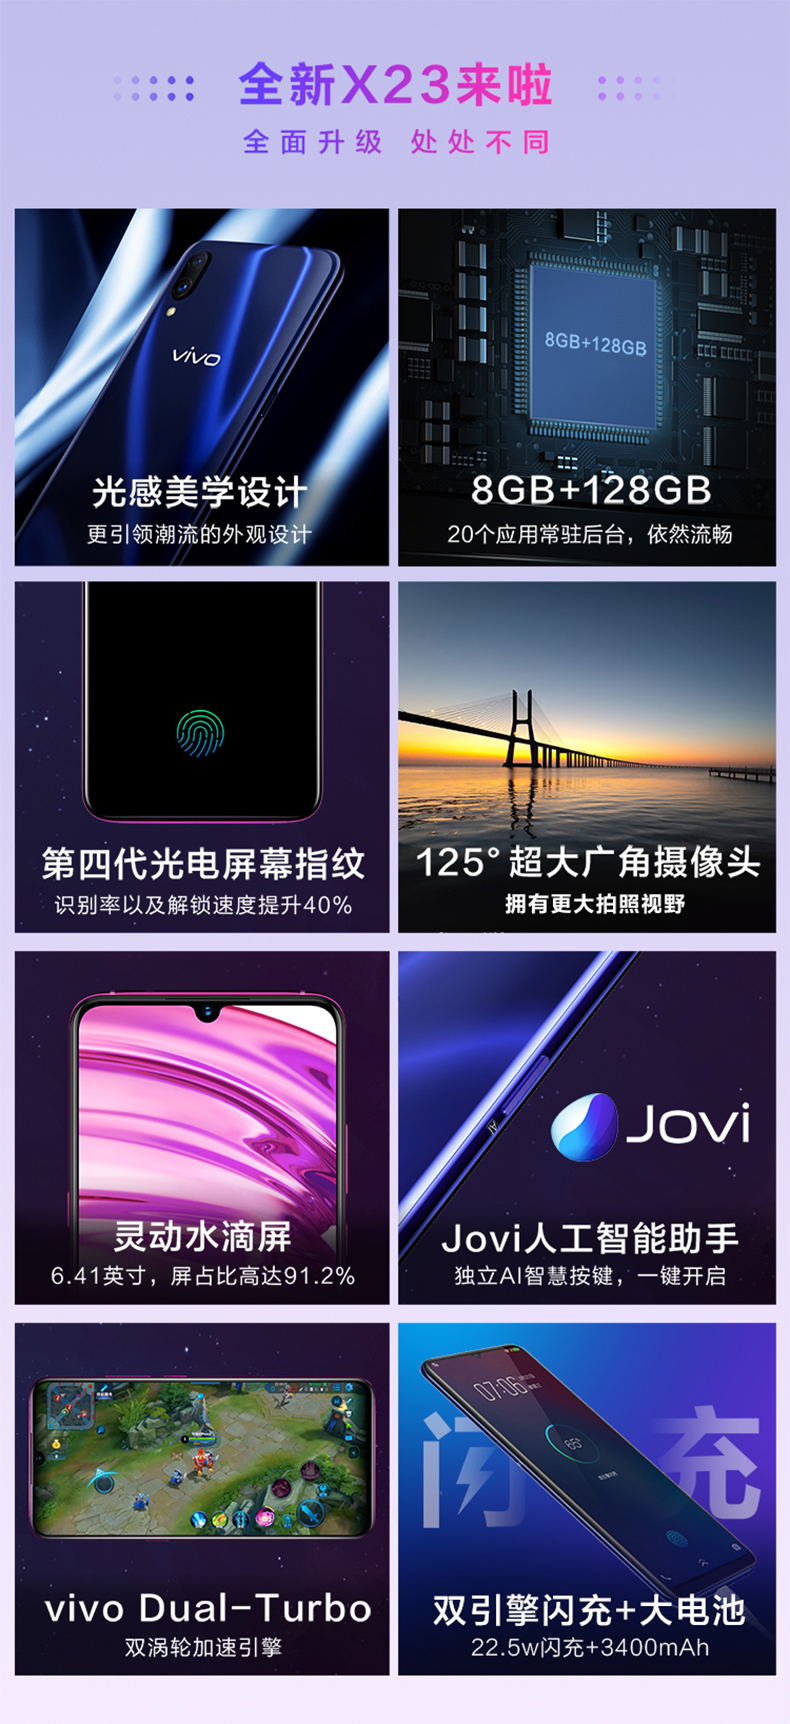 全新X23来啦
全面升级 处处不同
vivo
光感美学设计
更引领潮流的外观设计
8GB+128GB
8GB+128GB
20个应用常驻后台，依然流畅
第四代光电屏幕指纹
识别率以及解锁速度提升40%
125° 超大广角摄像头
拥有更大拍照视野
灵动水滴屏
6.41英寸，屏占比高达91.2%
AI
Jovi
Jovi人工智能助手
独立AI智慧按键，一键开启
vivo Dual-Turbo
双涡轮加速引擎
07:06
85
闪充
双引擎闪充+大电池
22.5w闪充+3400mAh